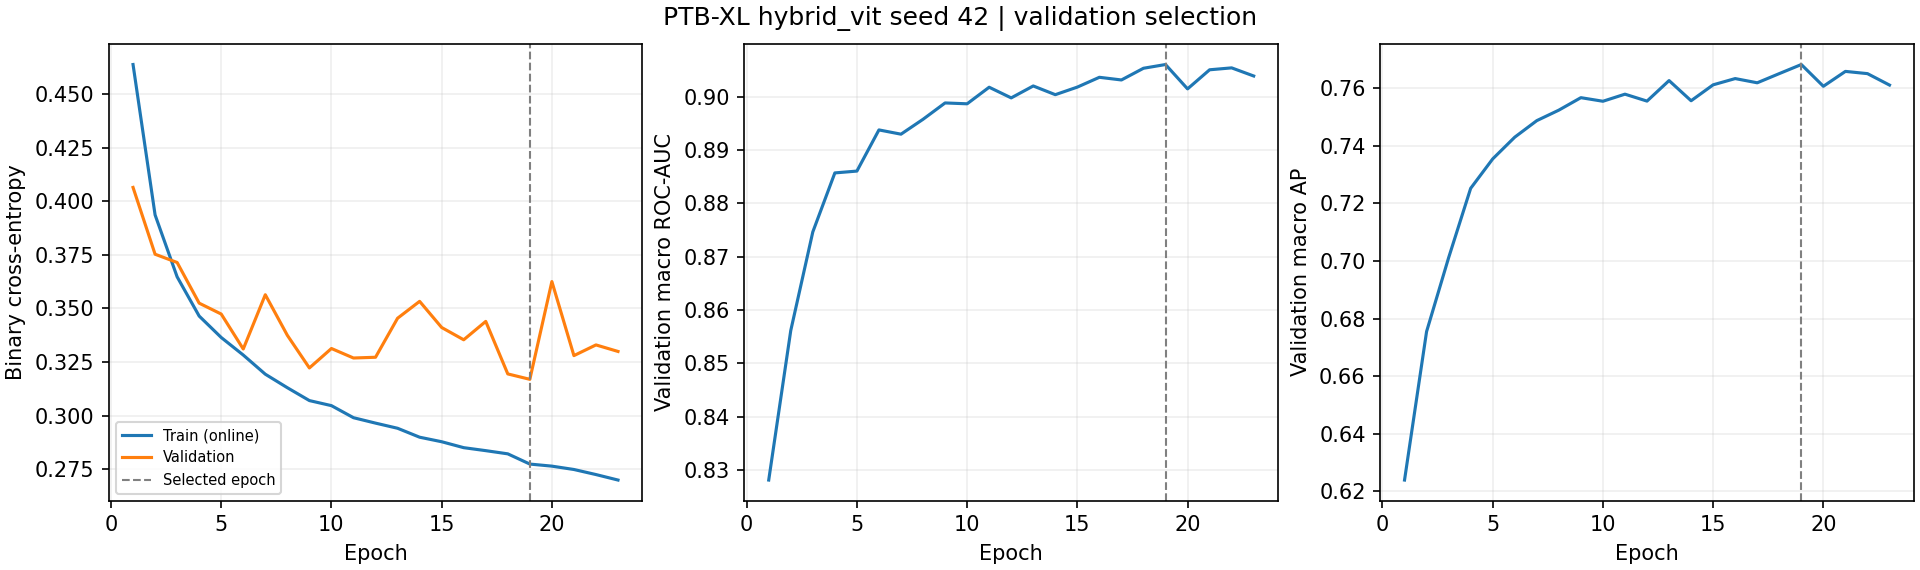 PTB-XL hybrid_vit seed 42 | validation selection
Binary cross-entropy
0.450
0.425
0.400
0.375
0.350
0.325
0.300
0.275
Train (online)
Validation
Selected epoch
0 5 10 15 20
Epoch
Validation macro ROC-AUC
0.90
0.89
0.88
0.87
0.86
0.85
0.84
0.83
0 5 10 15 20
Epoch
Validation macro AP
0.76
0.74
0.72
0.70
0.68
0.66
0.64
0.62
0 5 10 15 20
Epoch